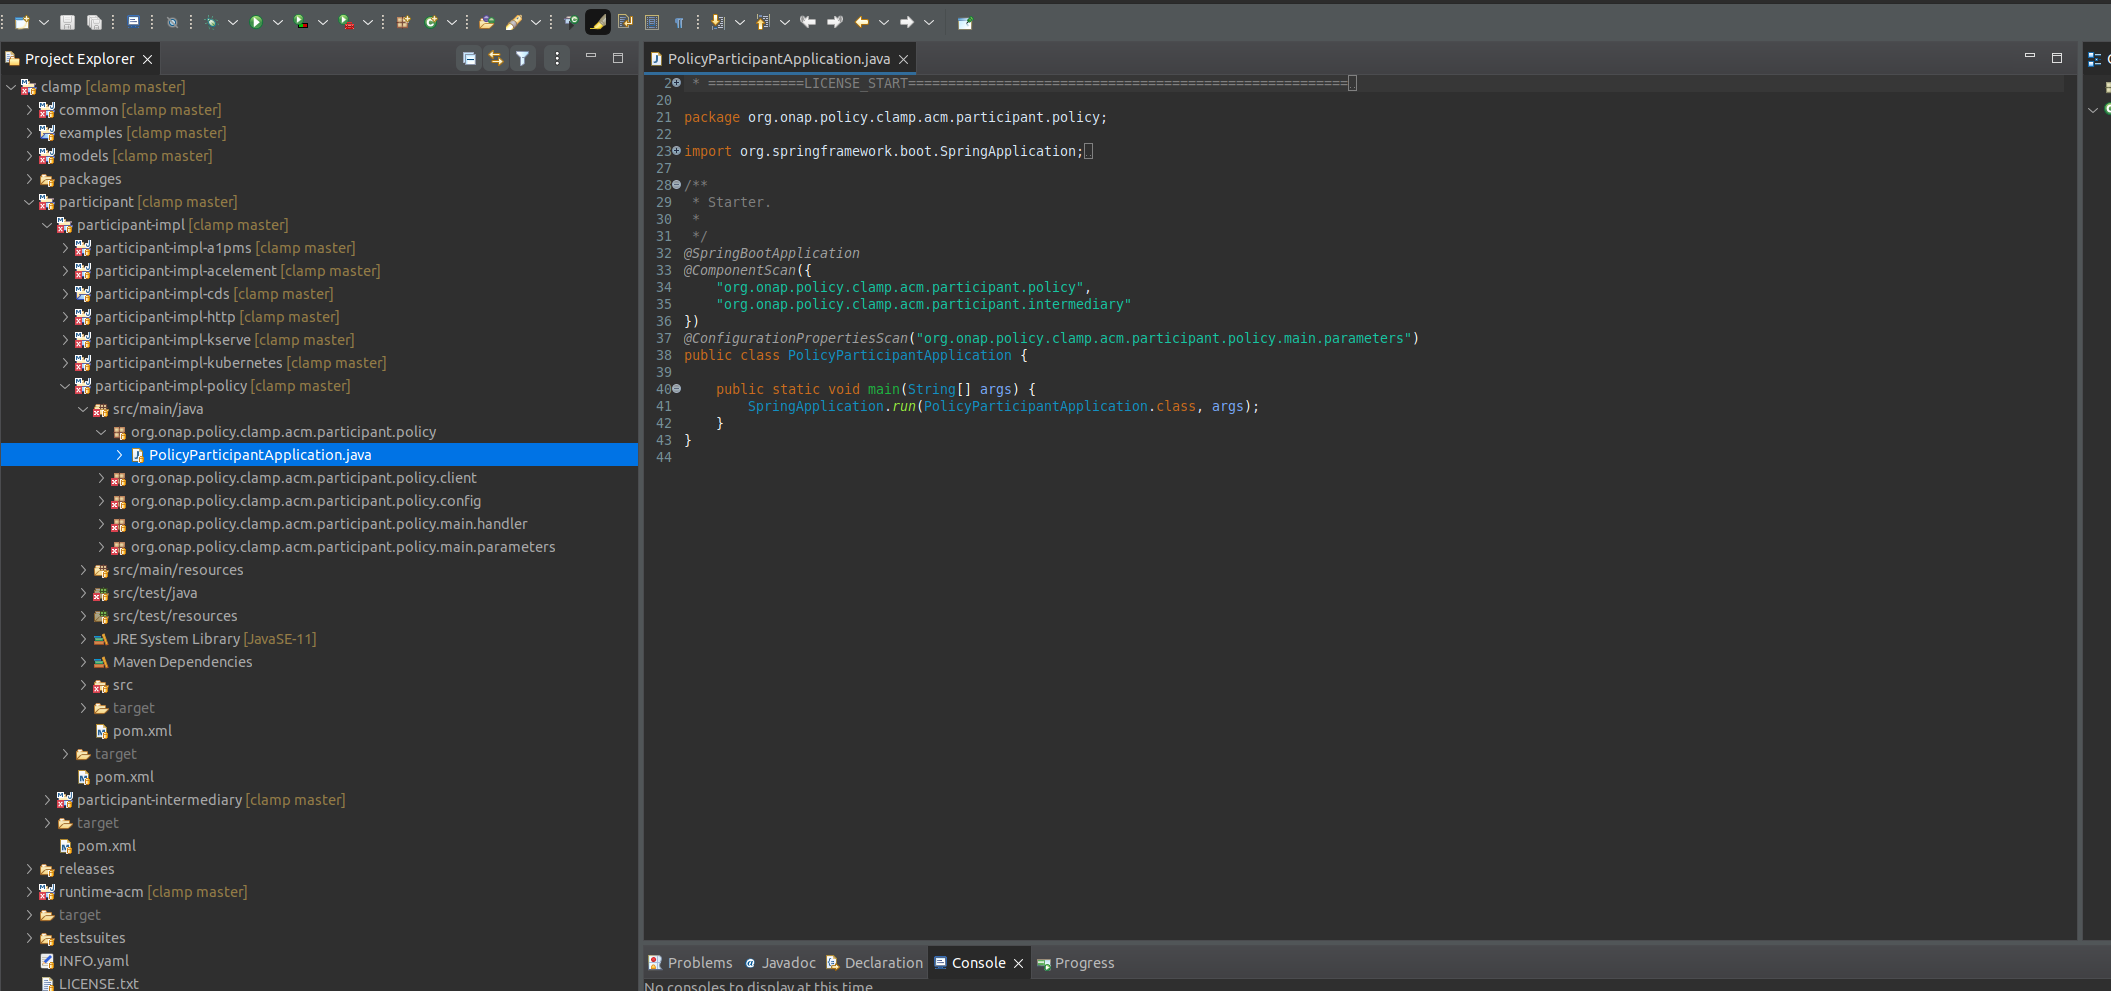 Project Explorer
clamp [clamp master]
common [clamp master]
examples [clamp master]
models [clamp master]
packages
participant [clamp master]
participant-impl [clamp master]
participant-impl-a1pms [clamp master]
participant-impl-acelement [clamp master]
participant-impl-cds [clamp master]
participant-impl-http [clamp master]
participant-impl-kserve [clamp master]
participant-impl-kubernetes [clamp master]
participant-impl-policy [clamp master]
src/main/java
org.onap.policy.clamp.acm.participant.policy
PolicyParticipantApplication.java
org.onap.policy.clamp.acm.participant.policy.client
org.onap.policy.clamp.acm.participant.policy.config
org.onap.policy.clamp.acm.participant.policy.main.handler
org.onap.policy.clamp.acm.participant.policy.main.parameters
src/main/resources
src/test/java
src/test/resources
JRE System Library [JavaSE-11]
Maven Dependencies
src
target
pom.xml
target
pom.xml
participant-intermediary [clamp master]
target
pom.xml
releases
runtime-acm [clamp master]
target
testsuites
INFO.yaml
LICENSE.txt
PolicyParticipantApplication.java
2 * ============LICENSE_START=======================================================
20
21 package org.onap.policy.clamp.acm.participant.policy;
22
23 import org.springframework.boot.SpringApplication;
27
28 /**
29 * Starter.
30 *
31 */
32 @SpringBootApplication
33 @ComponentScan({
34 "org.onap.policy.clamp.acm.participant.policy",
35 "org.onap.policy.clamp.acm.participant.intermediary"
36 })
37 @ConfigurationPropertiesScan("org.onap.policy.clamp.acm.participant.policy.main.parameters")
38 public class PolicyParticipantApplication {
39
40 public static void main(String[] args) {
41 SpringApplication.run(PolicyParticipantApplication.class, args);
42 }
43 }
44
Problems Javadoc Declaration Console Progress
No consoles to display at this time.